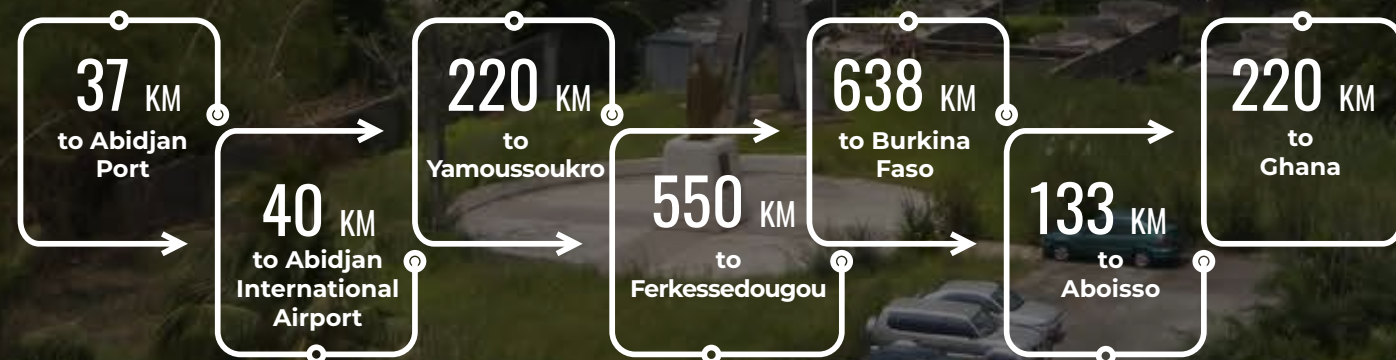 37 KM
to Abidjan
Port
40 KM
to Abidjan
International
Airport
220 KM
to
Yamoussoukro
550 KM
to
Ferkessedougou
638 KM
to Burkina
Faso
133 KM
to
Aboisso
220 KM
to
Ghana